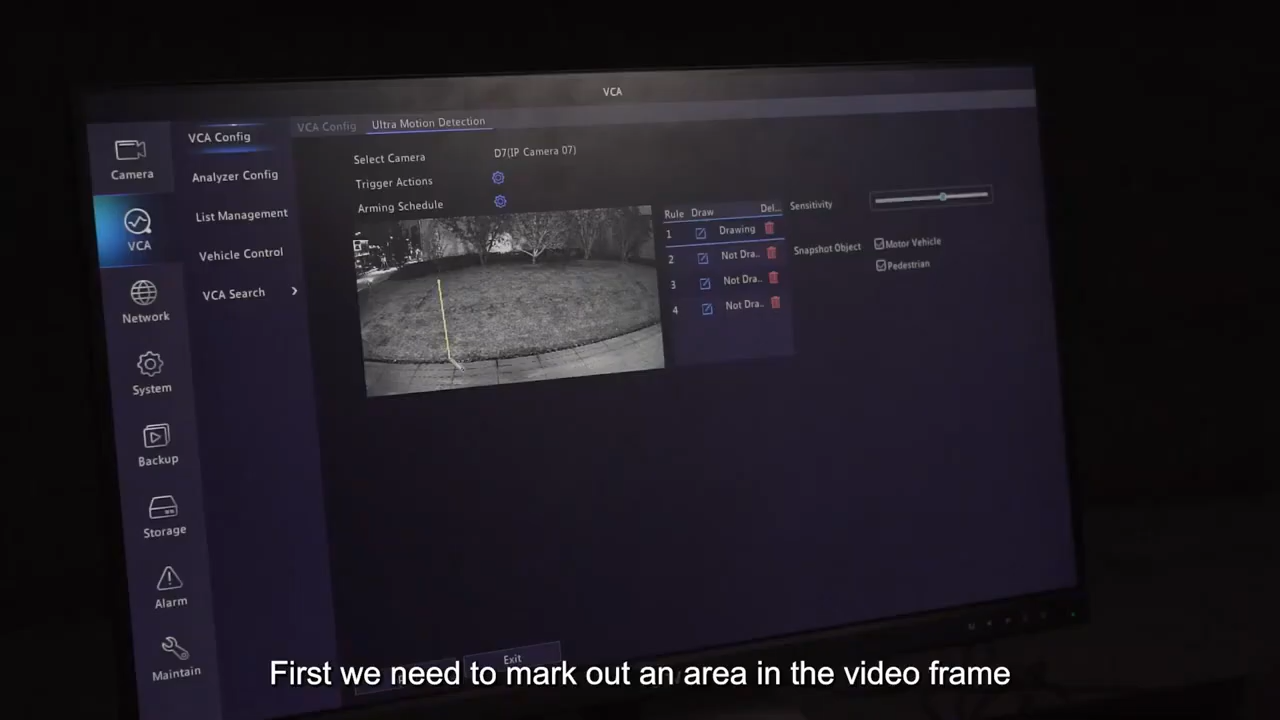 VCA
Camera
VCA
Network
System
Backup
Storage
Alarm
Maintain
VCA Config
Analyzer Config
List Management
Vehicle Control
VCA Search
VCA Config
Ultra Motion Detection
Select Camera D7(IP Camera 07)
Trigger Actions
Arming Schedule
Rule Draw Del...
1 Drawing
2 Not Dra..
3 Not Dra..
4 Not Dra..
Sensitivity
Snapshot Object Motor Vehicle
Pedestrian
Exit
First we need to mark out an area in the video frame